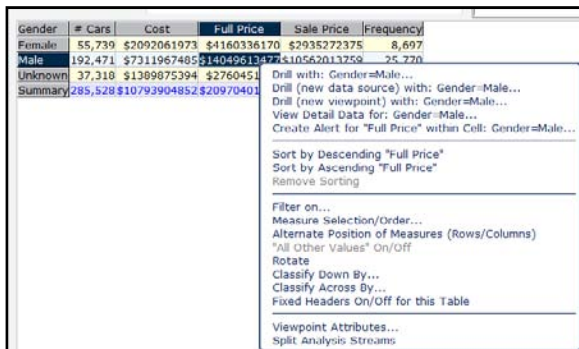 Gender # Cars Cost Full Price Sale Price Frequency
Female 55,739 $2092061973 $4160336170 $2935272375 8,697
Male 192,471 $7311967485 $14049613477 $10562013759 25,770
Unknown 37,318 $1389875394 $2760451
Summary 285,528 $10793904852 $20970401
Drill with: Gender=Male...
Drill (new data source) with: Gender=Male...
Drill (new viewpoint) with: Gender=Male...
View Detail Data for: Gender=Male...
Create Alert for "Full Price" within Cell: Gender=Male...
Sort by Descending "Full Price"
Sort by Ascending "Full Price"
Remove Sorting
Filter on...
Measure Selection/Order...
Alternate Position of Measures (Rows/Columns)
"All Other Values" On/Off
Rotate
Classify Down By...
Classify Across By...
Fixed Headers On/Off for this Table
Viewpoint Attributes...
Split Analysis Streams